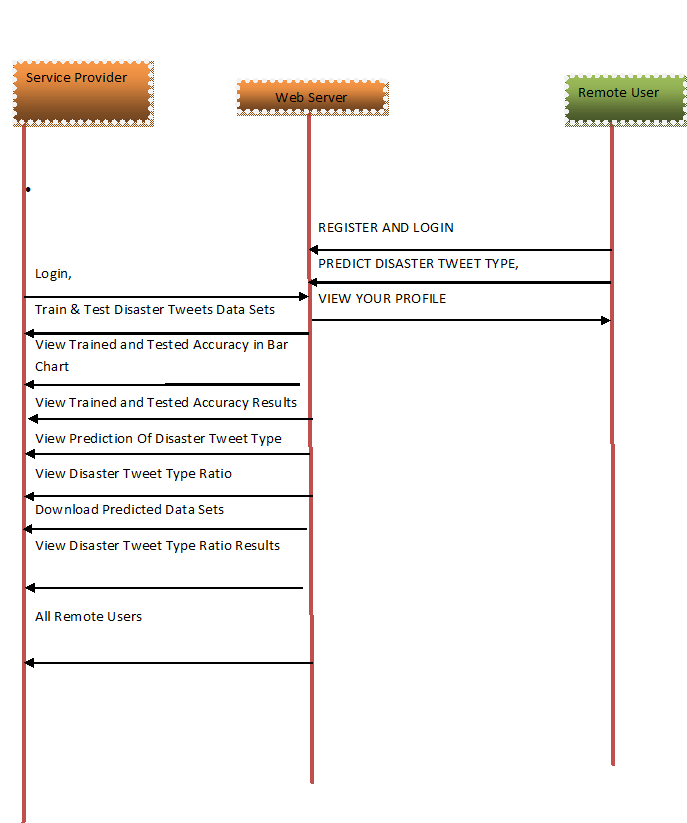 Service Provider
Web Server
Remote User
REGISTER AND LOGIN
PREDICT DISASTER TWEET TYPE,
VIEW YOUR PROFILE
Login,
Train & Test Disaster Tweets Data Sets
View Trained and Tested Accuracy in Bar
Chart
View Trained and Tested Accuracy Results
View Prediction Of Disaster Tweet Type
View Disaster Tweet Type Ratio
Download Predicted Data Sets
View Disaster Tweet Type Ratio Results
All Remote Users